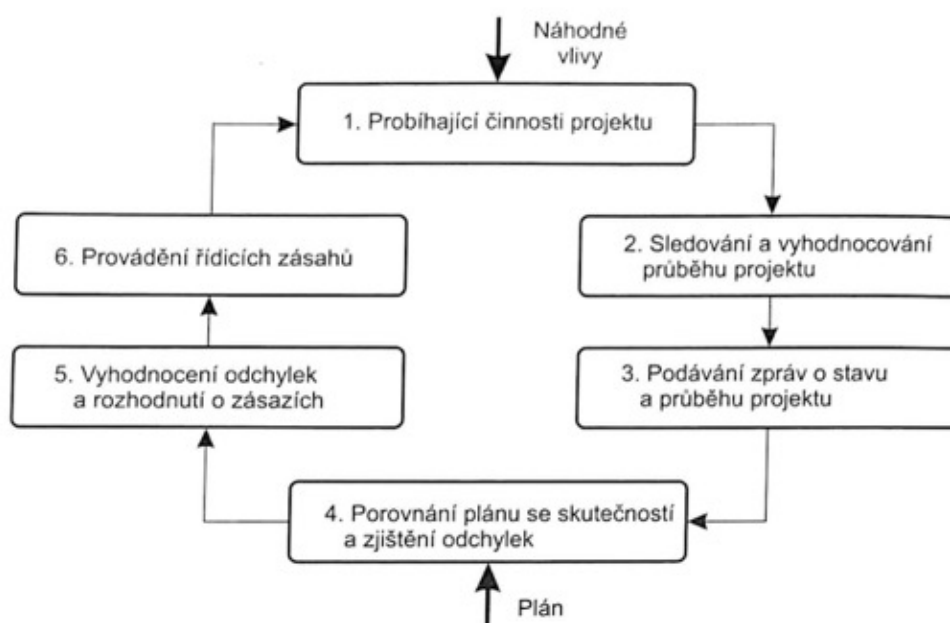 Náhodné
vlivy
1. Probíhající činnosti projektu
2. Sledování a vyhodnocování
průběhu projektu
3. Podávání zpráv o stavu
a průběhu projektu
4. Porovnání plánu se skutečností
a zjištění odchylek
Plán
5. Vyhodnocení odchylek
a rozhodnutí o zásazích
6. Provádění řídicích zásahů